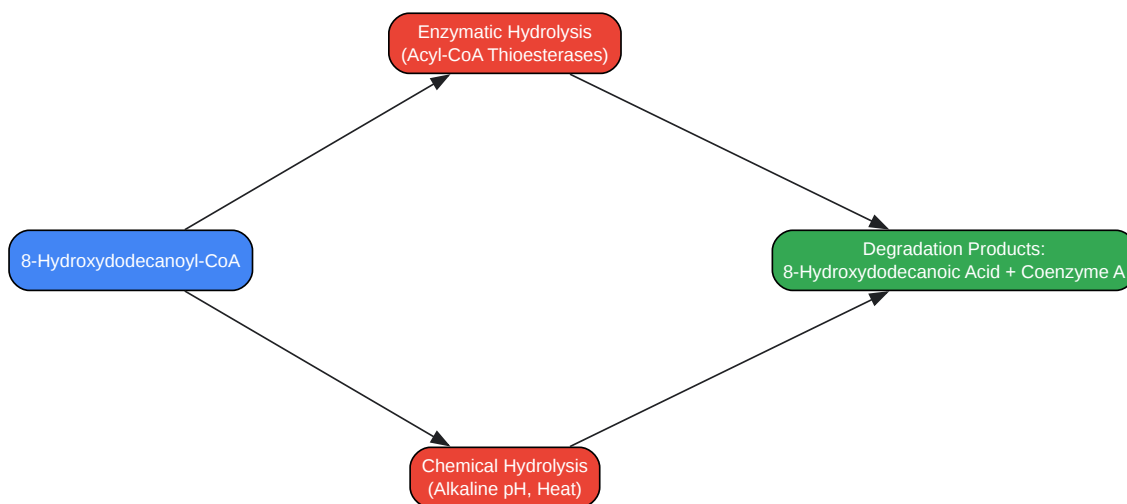 Enzymatic Hydrolysis
(Acyl-CoA Thioesterases)
8-Hydroxydodecanoyl-CoA
Degradation Products:
8-Hydroxydodecanoic Acid + Coenzyme A
Chemical Hydrolysis
(Alkaline pH, Heat)